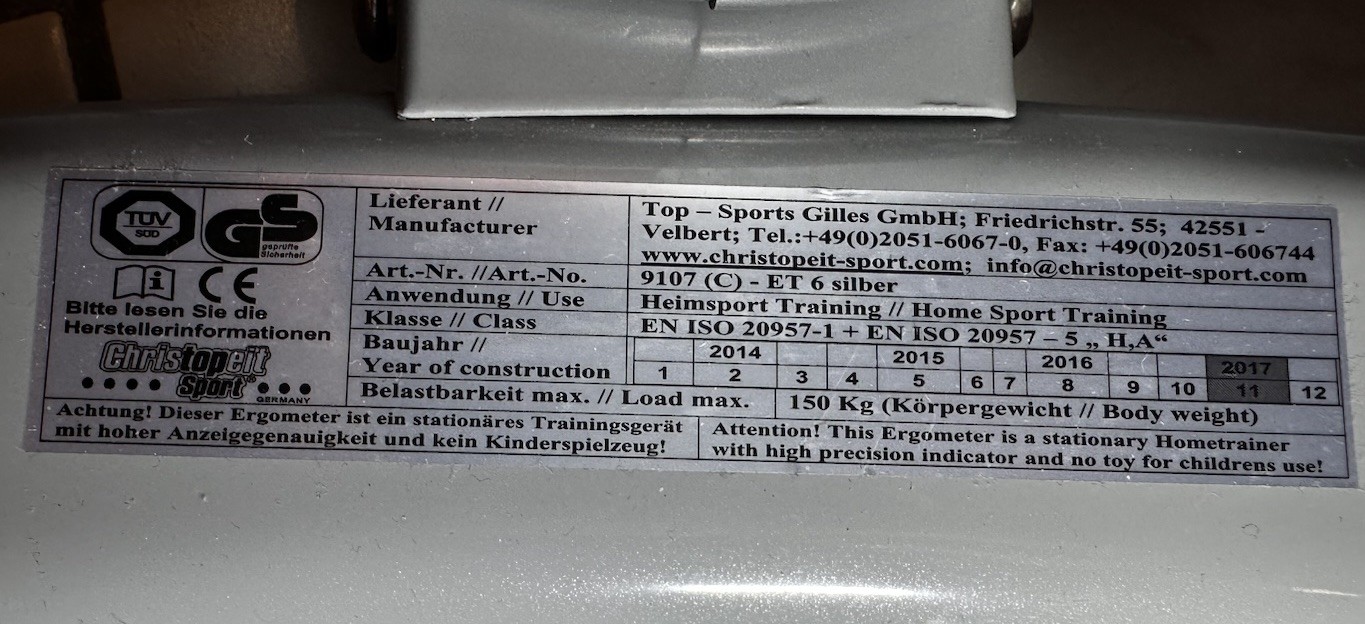 TÜV
SÜD
GS
geprüfte
Sicherheit
i
CE
Bitte lesen Sie die
Herstellerinformationen
Christopeit
Sport®
GERMANY
Lieferant //
Manufacturer
Top – Sports Gilles GmbH; Friedrichstr. 55; 42551 -
Velbert; Tel.:+49(0)2051-6067-0, Fax: +49(0)2051-606744
www.christopeit-sport.com; info@christopeit-sport.com
Art.-Nr. //Art.-No.
9107 (C) - ET 6 silber
Anwendung // Use
Heimsport Training // Home Sport Training
Klasse // Class
EN ISO 20957-1 + EN ISO 20957 – 5 „ H,A“
Baujahr //
Year of construction
2014 2015 2016 2017
1 2 3 4 5 6 7 8 9 10 11 12
Belastbarkeit max. // Load max.
150 Kg (Körpergewicht // Body weight)
Achtung! Dieser Ergometer ist ein stationäres Trainingsgerät
mit hoher Anzeigegenauigkeit und kein Kinderspielzeug!
Attention! This Ergometer is a stationary Hometrainer
with high precision indicator and no toy for childrens use!